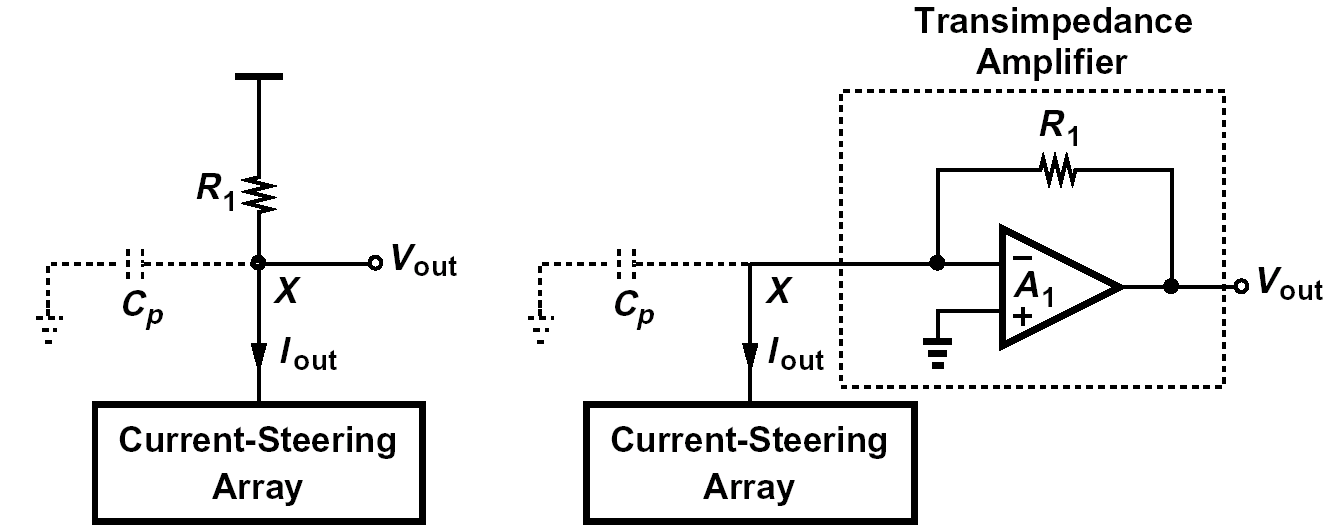 Transimpedance
Amplifier
R1
R1
Vout
Cp
X
Iout
Cp
X
Iout
−
A1
+
Vout
Current-Steering
Array
Current-Steering
Array